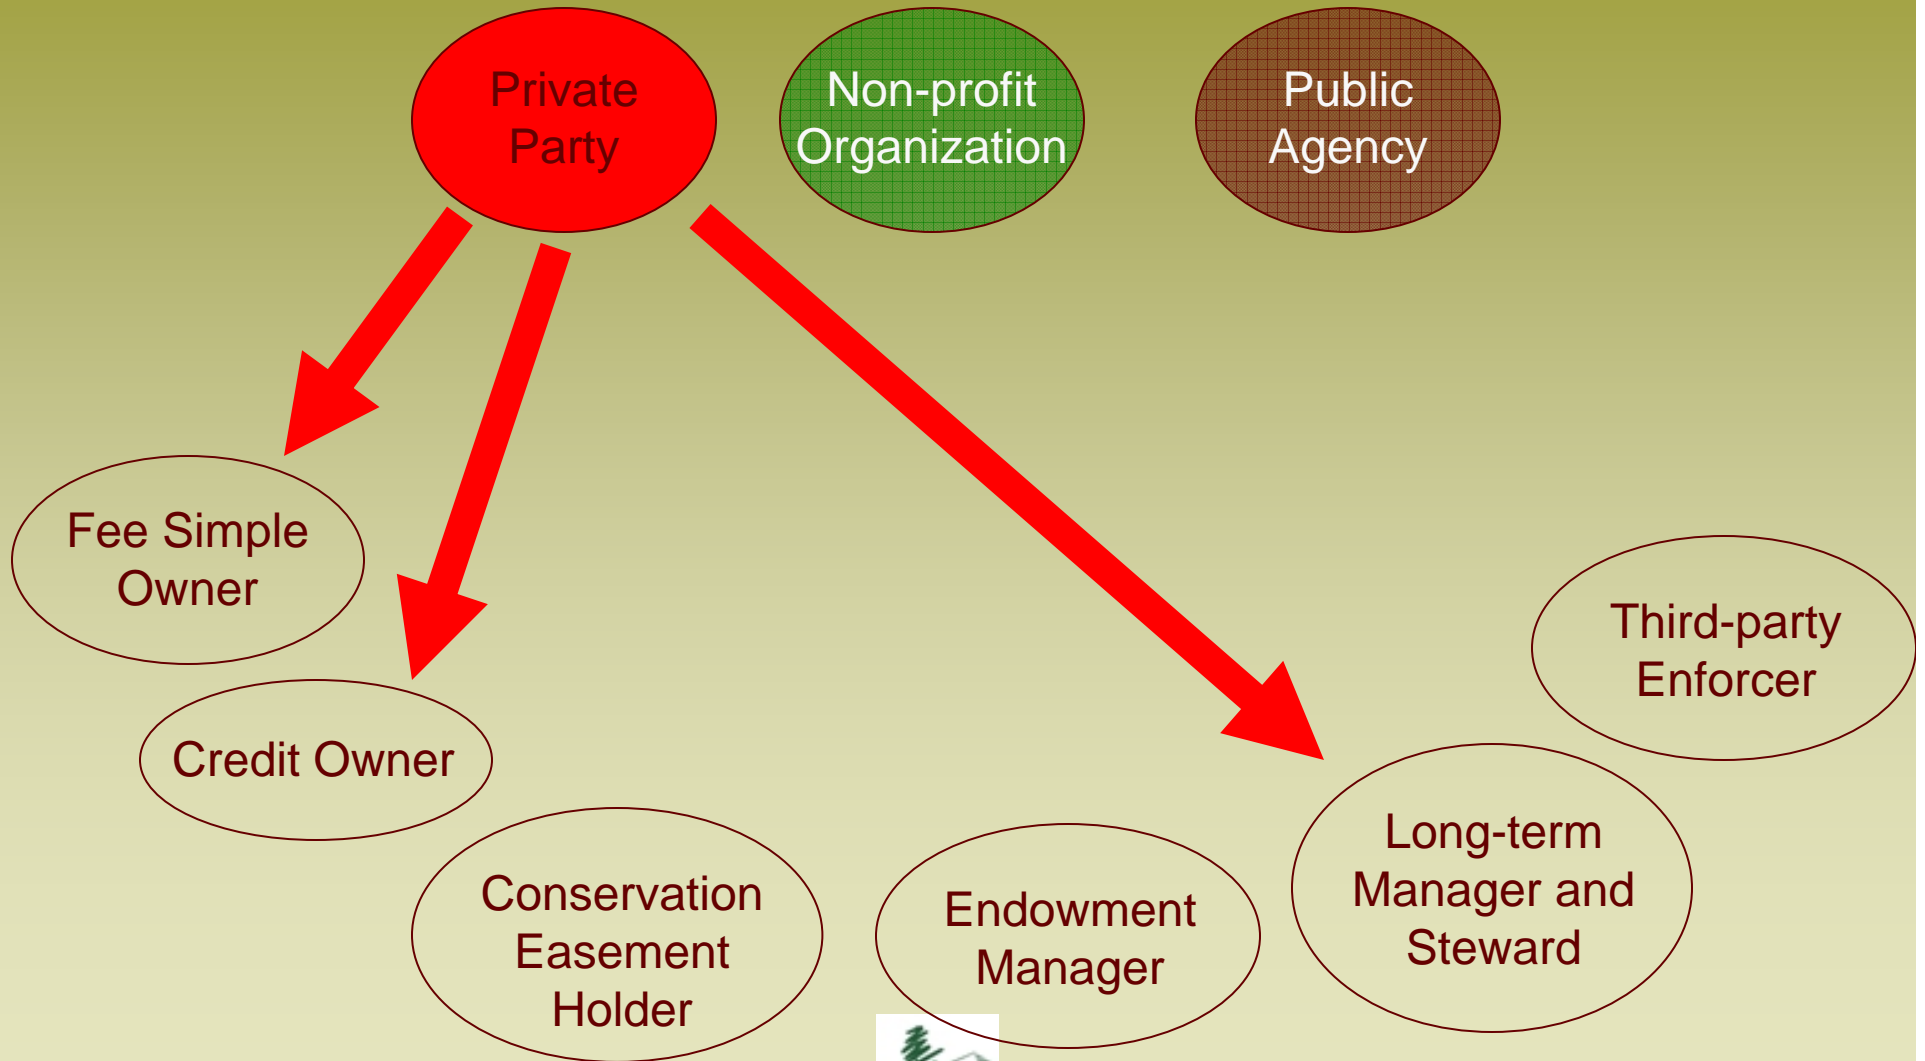 Private
Party
Non-profit
Organization
Public
Agency
Fee Simple
Owner
Credit Owner
Conservation
Easement
Holder
Endowment
Manager
Long-term
Manager and
Steward
Third-party
Enforcer